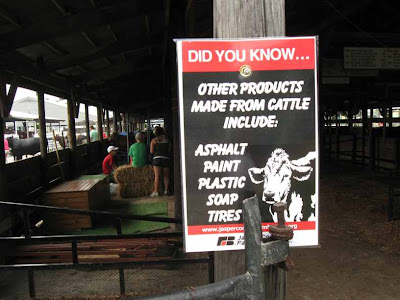 DID YOU KNOW...
OTHER PRODUCTS
MADE FROM CATTLE
INCLUDE:
ASPHALT
PAINT
PLASTIC
SOAP
TIRES